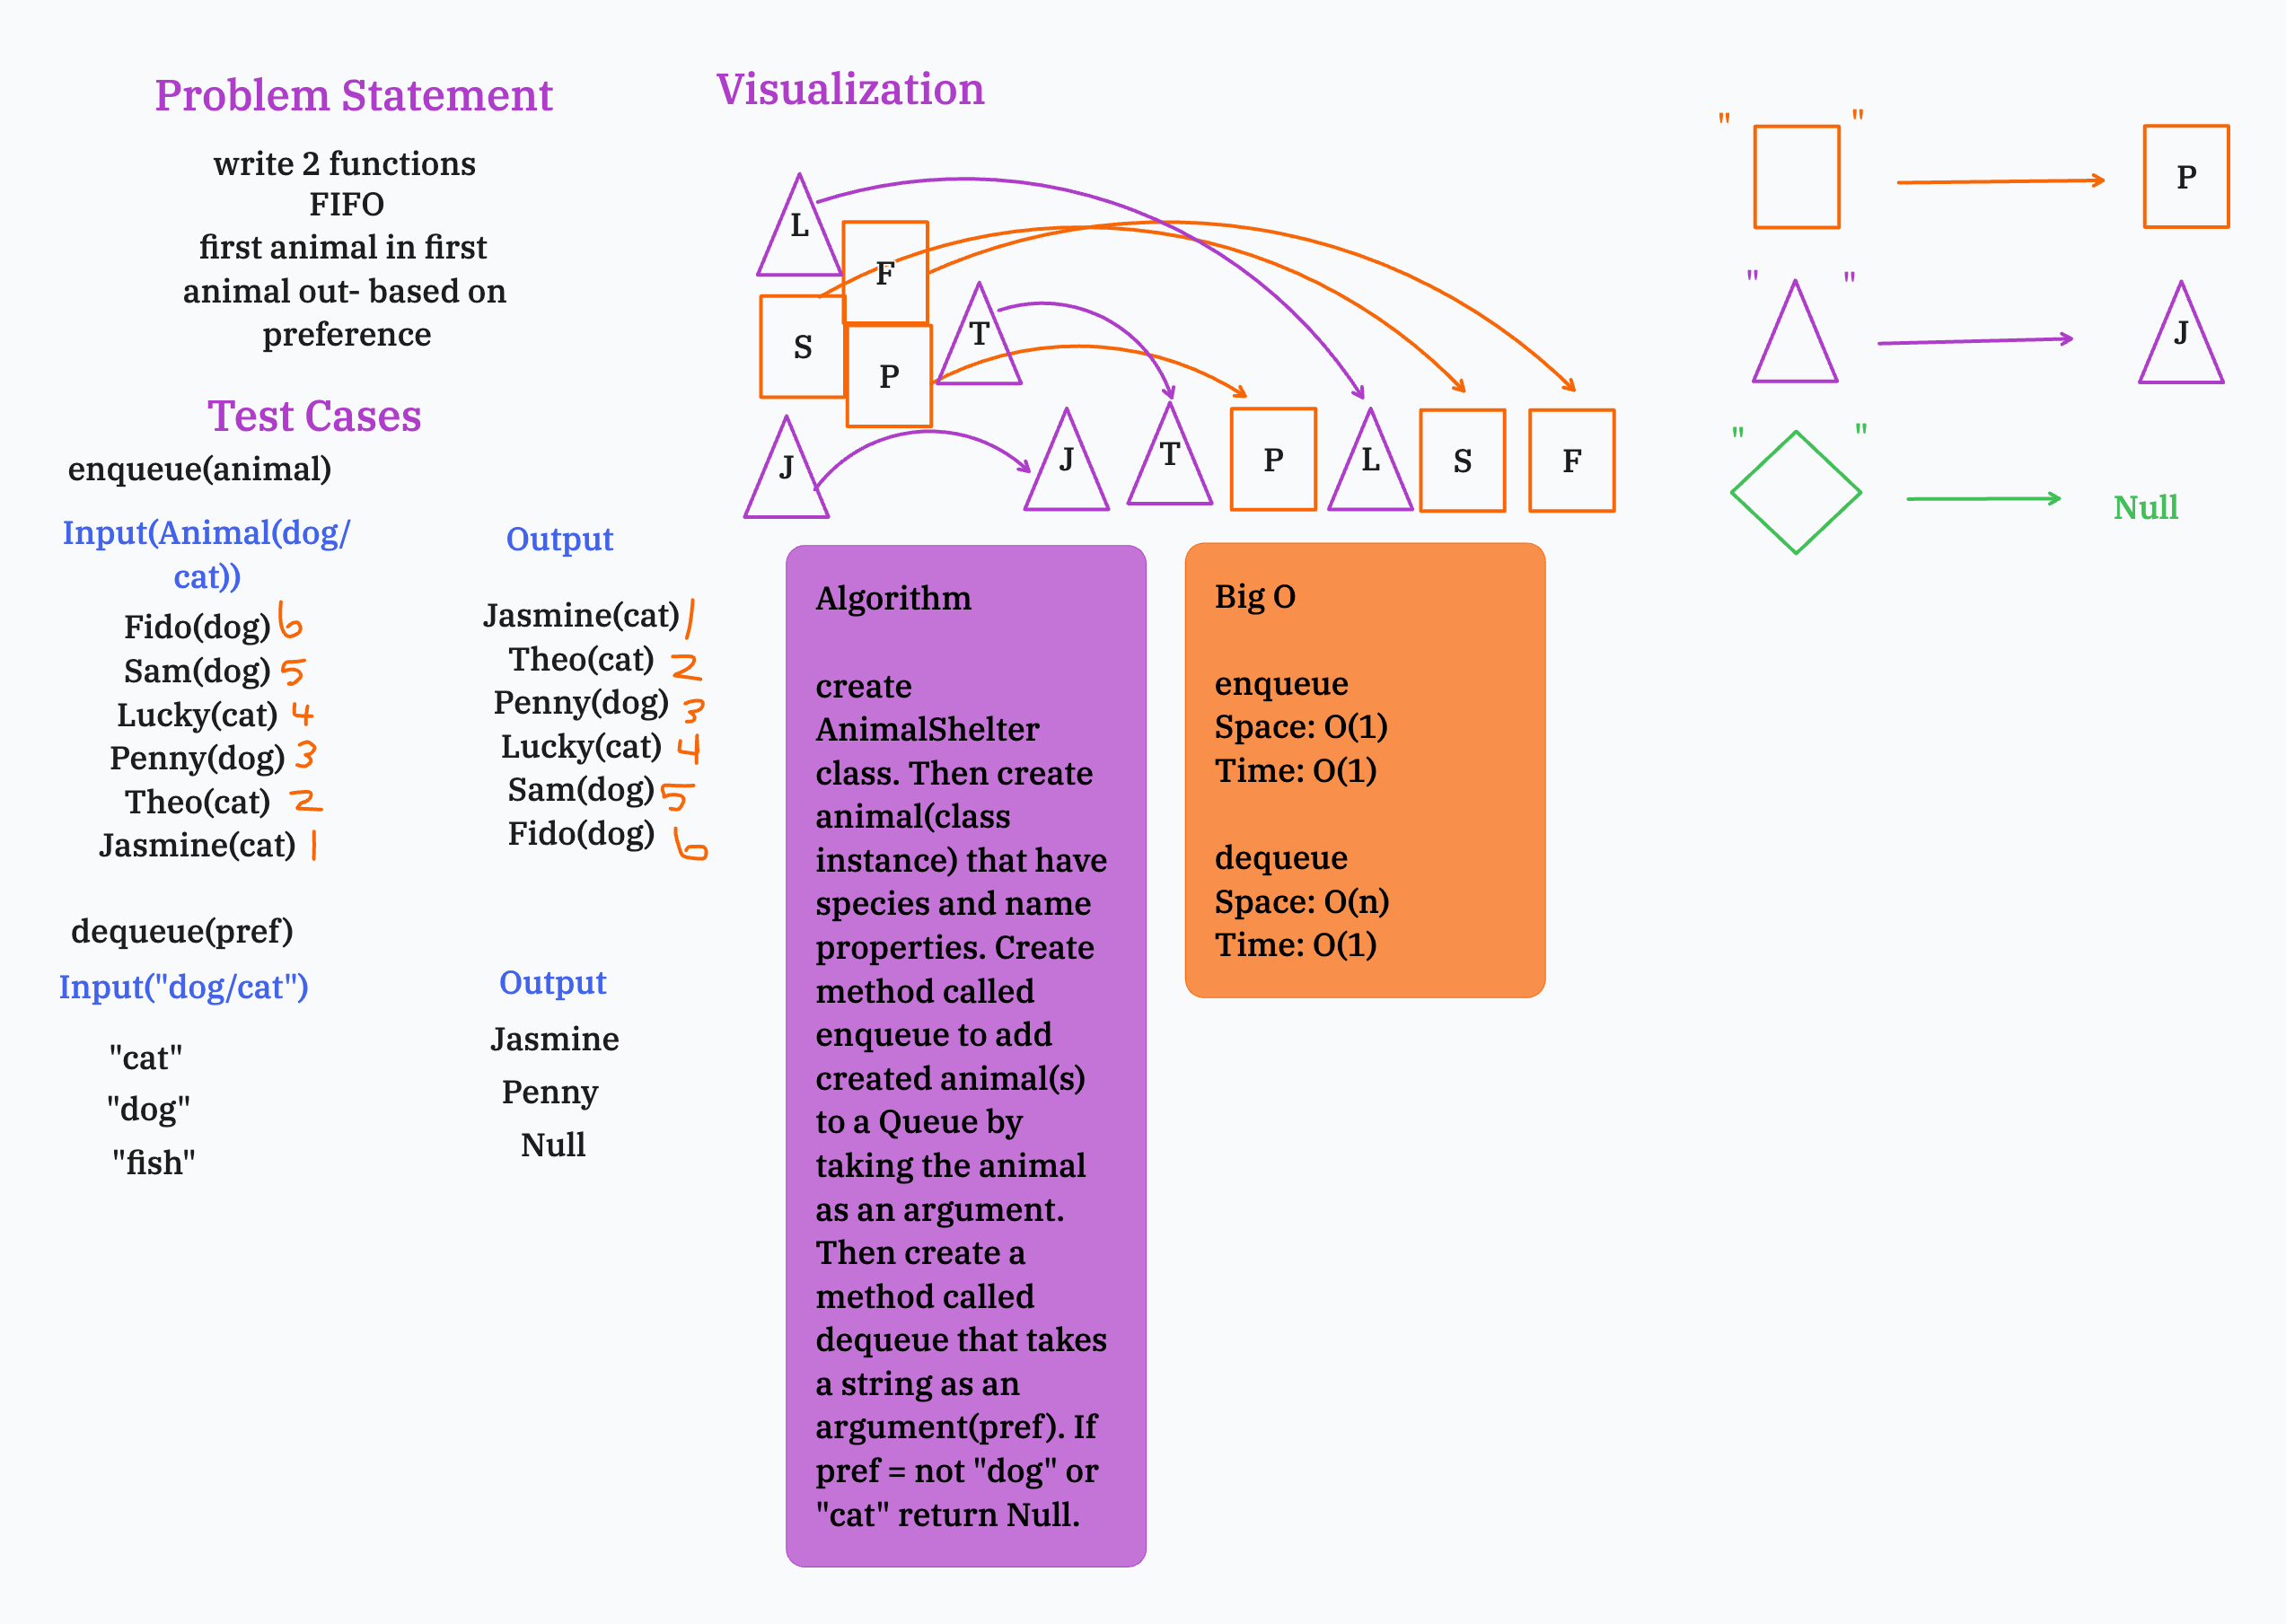 Problem Statement
write 2 functions
FIFO
first animal in first
animal out- based on
preference
Test Cases
enqueue(animal)
Input(Animal(dog/
cat))
Fido(dog) 6
Sam(dog) 5
Lucky(cat) 4
Penny(dog) 3
Theo(cat) 2
Jasmine(cat) 1
Output
Jasmine(cat) 1
Theo(cat) 2
Penny(dog) 3
Lucky(cat) 4
Sam(dog) 5
Fido(dog) 6
dequeue(pref)
Input("dog/cat")
"cat"
"dog"
"fish"
Output
Jasmine
Penny
Null
Visualization
L
F
S
T
P
J
J T P L S F
" "
P
" "
J
" "
Null
Algorithm
create
AnimalShelter
class. Then create
animal(class
instance) that have
species and name
properties. Create
method called
enqueue to add
created animal(s)
to a Queue by
taking the animal
as an argument.
Then create a
method called
dequeue that takes
a string as an
argument(pref). If
pref = not "dog" or
"cat" return Null.
Big O
enqueue
Space: O(1)
Time: O(1)
dequeue
Space: O(n)
Time: O(1)